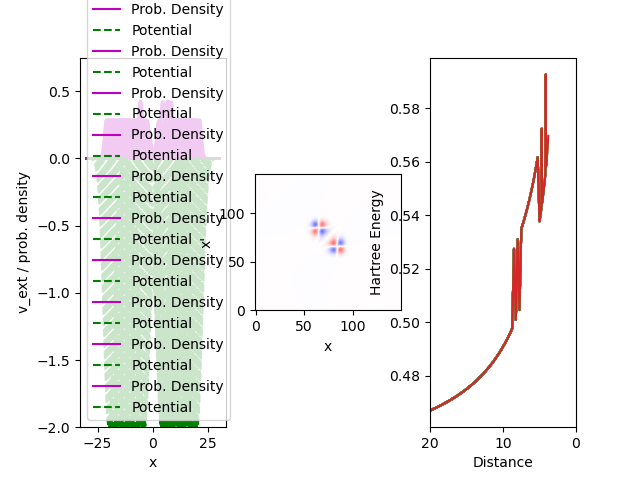 Prob. Density
Potential
Prob. Density
Potential
Prob. Density
Potential
Prob. Density
Potential
Prob. Density
Potential
Prob. Density
Potential
Prob. Density
Potential
Prob. Density
Potential
Prob. Density
Potential
Prob. Density
Potential
0.5
0.0
−0.5
−1.0
−1.5
−2.0
v_ext / prob. density
−25
0
25
x
100
50
0
x'
0
50
100
x
0.58
0.56
0.54
0.52
0.50
0.48
Hartree Energy
20
10
0
Distance